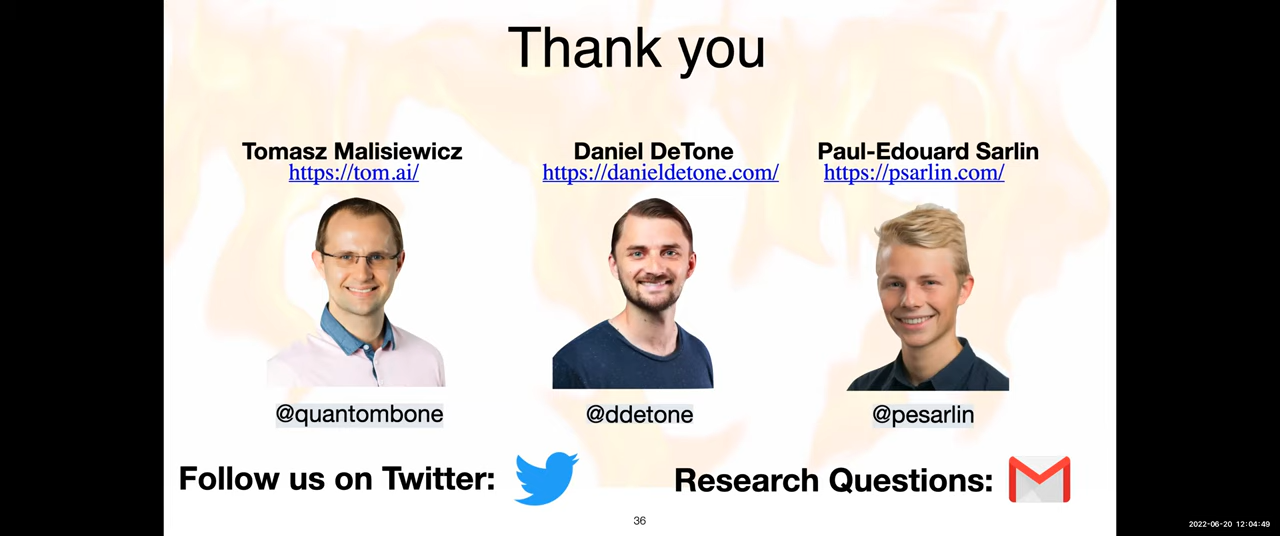 Thank you
Tomasz Malisiewicz
https://tom.ai/
Daniel DeTone
https://danieldetone.com/
Paul-Edouard Sarlin
https://psarlin.com/
@quantombone
@ddetone
@pesarlin
Follow us on Twitter:
Research Questions:
36
2022-06-20 12:04:49